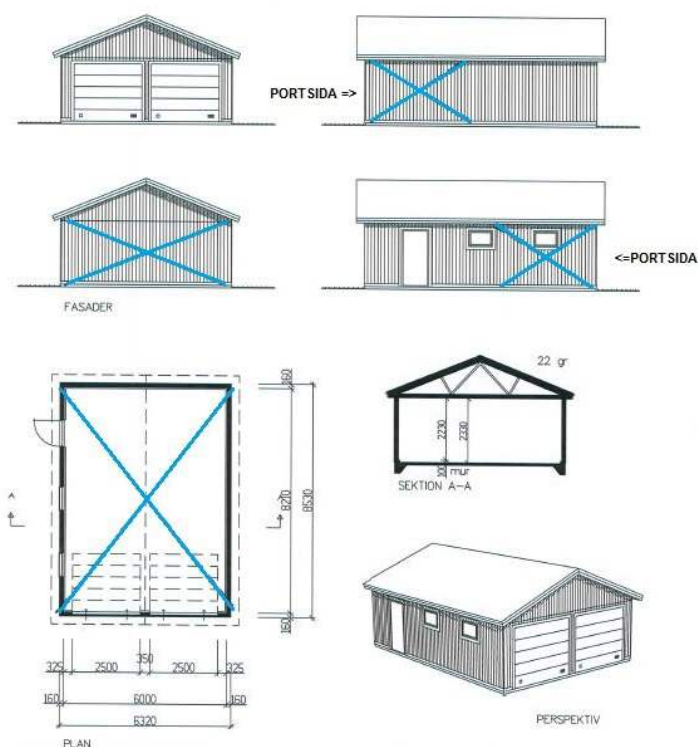 PORTSIDA =>
<=PORTSIDA
FASADER
22 gr
2230
2330
100
mur
SEKTION A-A
160
8210
8530
160
A
350
325 2500 2500 325
160 6000 160
6320
PLAN
PERSPEKTIV